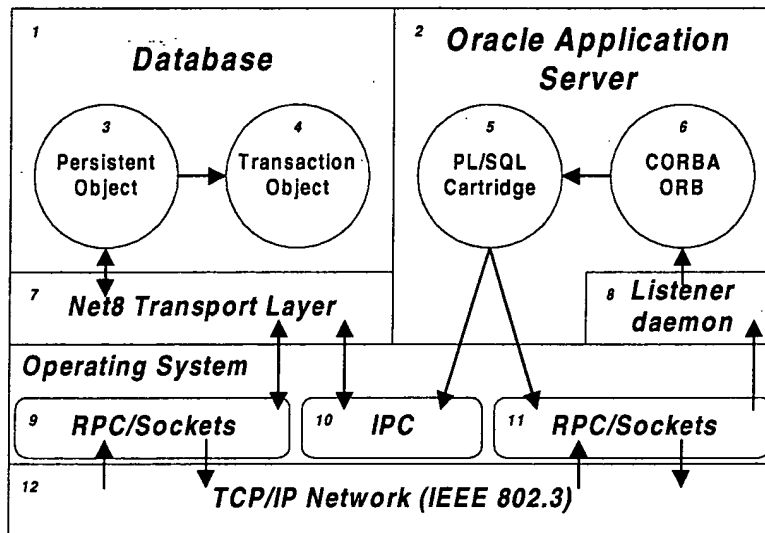 1
Database
2
Oracle Application
Server
3
Persistent
Object
4
Transaction
Object
5
PL/SQL
Cartridge
6
CORBA
ORB
7
Net8 Transport Layer
8
Listener
daemon
Operating System
9
RPC/Sockets
10
IPC
11
RPC/Sockets
12
TCP/IP Network (IEEE 802.3)